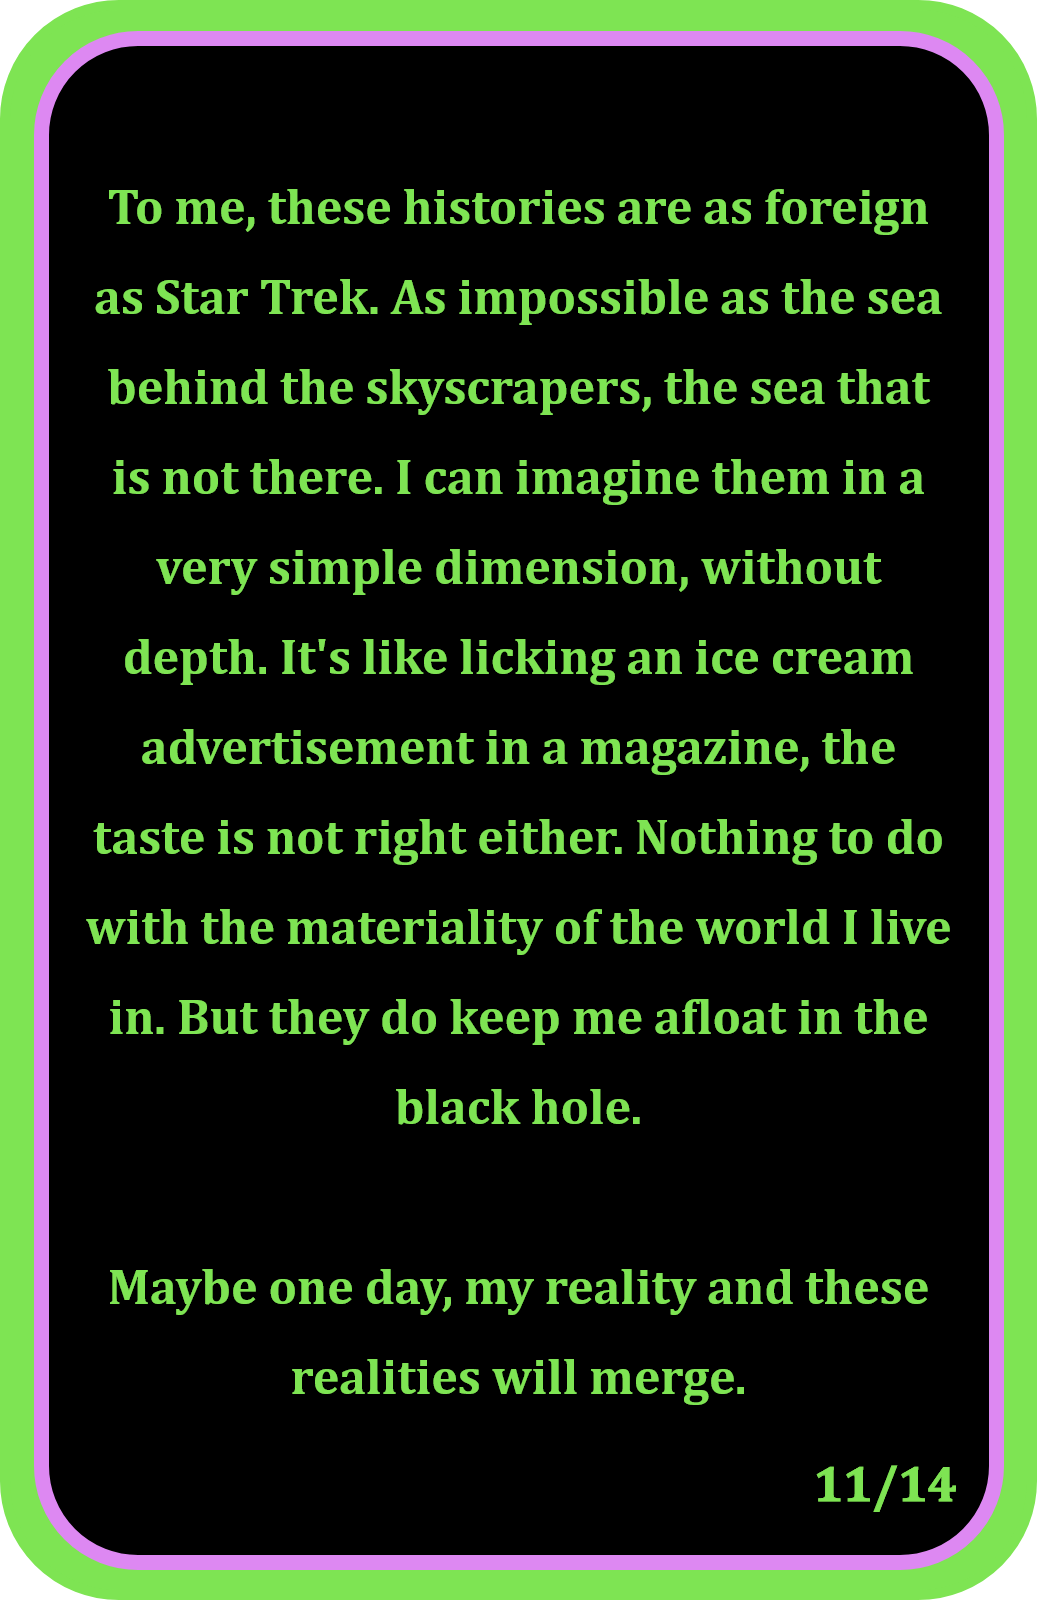 To me, these histories are as foreign
as Star Trek. As impossible as the sea
behind the skyscrapers, the sea that
is not there. I can imagine them in a
very simple dimension, without
depth. It's like licking an ice cream
advertisement in a magazine, the
taste is not right either. Nothing to do
with the materiality of the world I live
in. But they do keep me afloat in the
black hole.
Maybe one day, my reality and these
realities will merge.
11/14